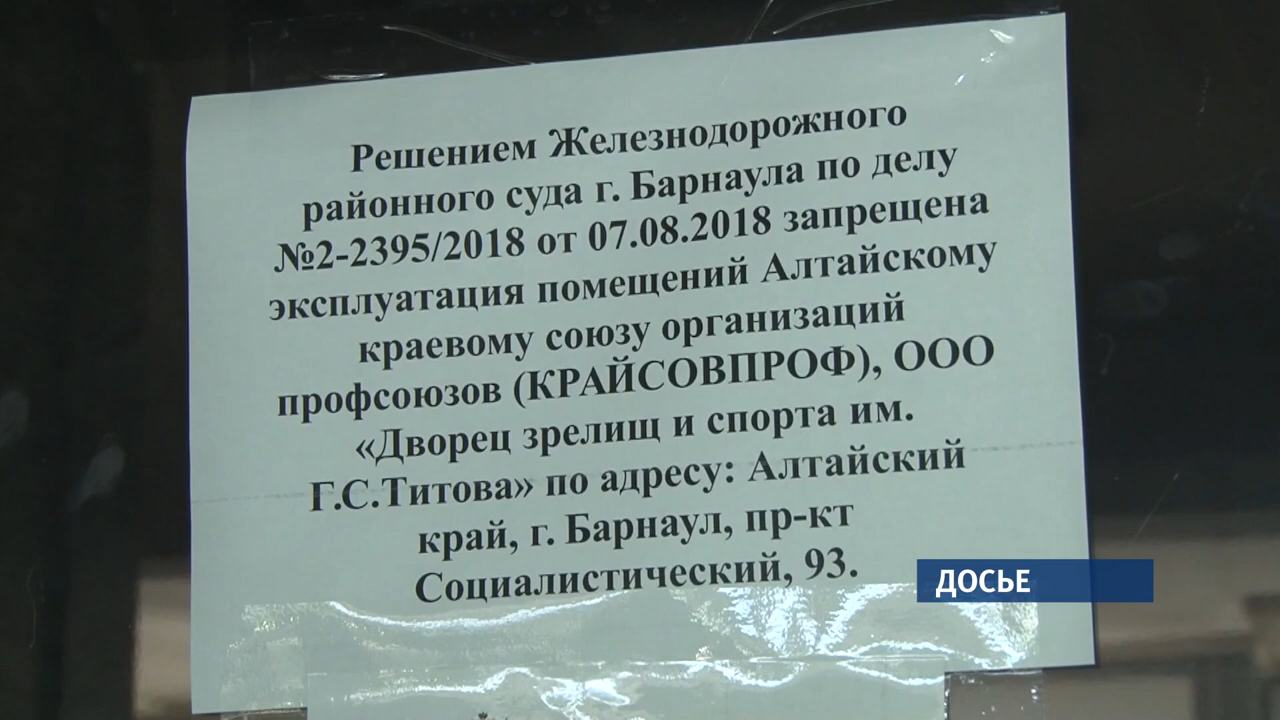 Решением Железнодорожного
районного суда г. Барнаула по делу
№2-2395/2018 от 07.08.2018 запрещена
эксплуатация помещений Алтайскому
краевому союзу организаций
профсоюзов (КРАЙСОВПРОФ), ООО
«Дворец зрелищ и спорта им.
Г.С.Титова» по адресу: Алтайский
край, г. Барнаул, пр-кт
Социалистический, 93.
ДОСЬЕ